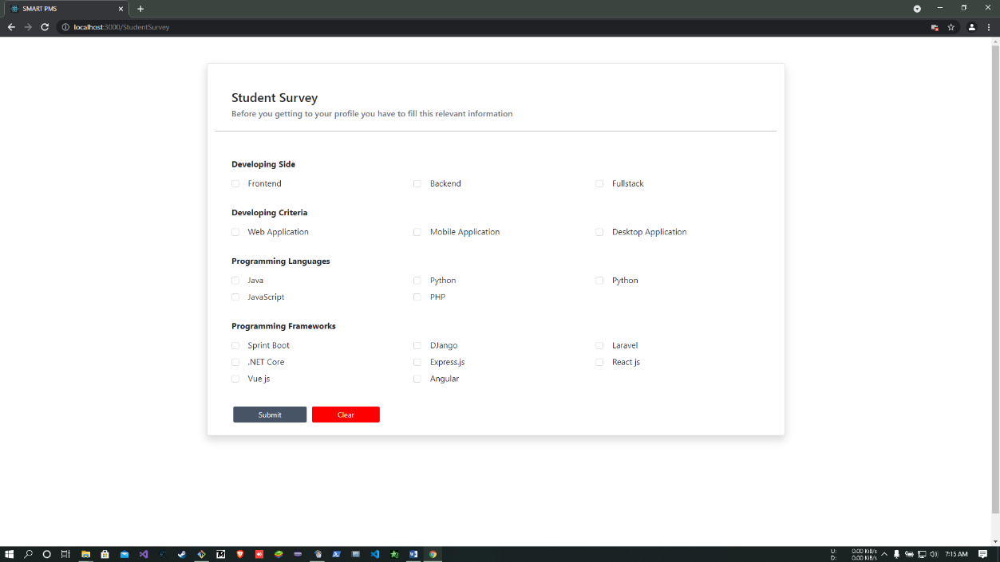 SMART PMS
localhost:3000/StudentSurvey
Student Survey
Before you getting to your profile you have to fill this relevant information
Developing Side
Frontend Backend Fullstack
Developing Criteria
Web Application Mobile Application Desktop Application
Programming Languages
Java Python Python
JavaScript PHP
Programming Frameworks
Sprint Boot DJango Laravel
.NET Core Express.js React js
Vue js Angular
Submit Clear
U: 0.00 KiB/s
D: 0.00 KiB/s
7:15 AM